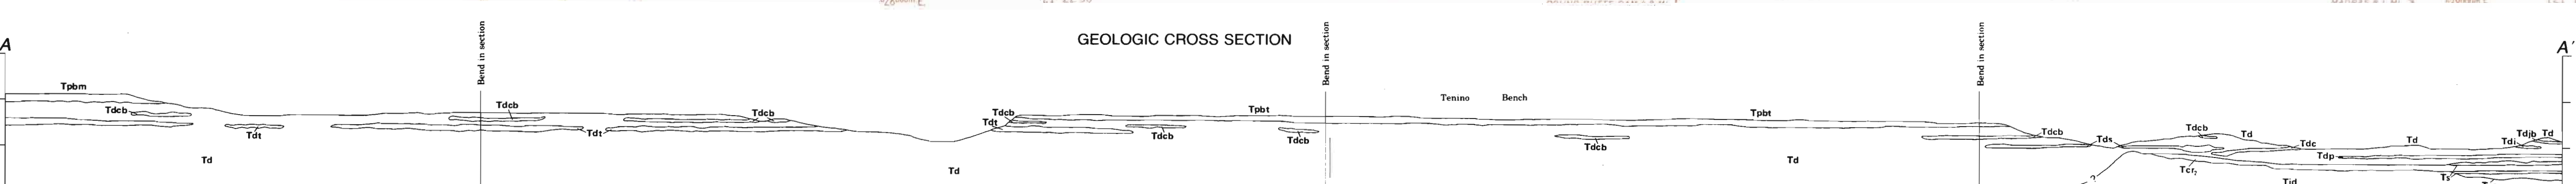 GEOLOGIC CROSS SECTION
A
A'
Bend in section
Bend in section
Bend in section
Tpbm
Tdcb
Tdt
Td
Tdcb
Tdt
Tdcb
Td
Tdcb
Tdt
Tdcb
Tpbt
Tdcb
Tenino Bench
Tdcb
Tpbt
Td
Tdcb
Tds
Tdcb
Td
Tdc
Tcr?
?
Tid
Td
Tdp
Ts
Tdi
Tdjb
Td